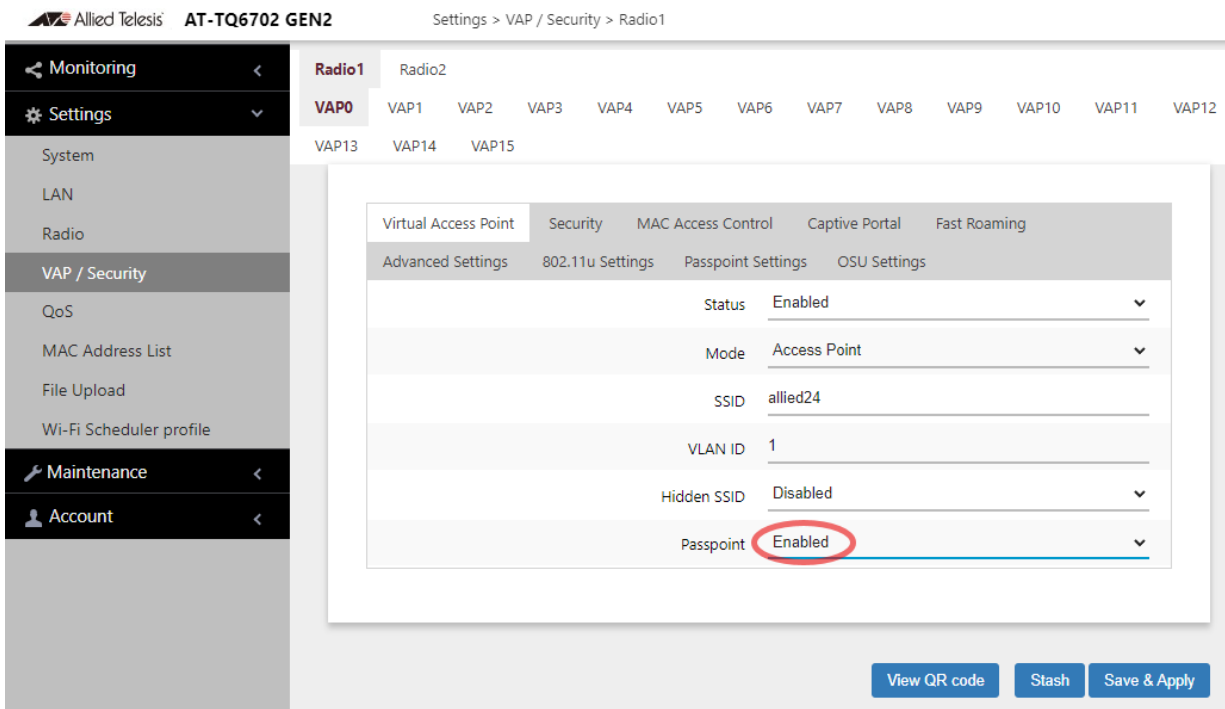 Allied Telesis AT-TQ6702 GEN2 Settings > VAP / Security > Radio1
Monitoring
Settings
System
LAN
Radio
VAP / Security
QoS
MAC Address List
File Upload
Wi-Fi Scheduler profile
Maintenance
Account
Radio1 Radio2
VAP0 VAP1 VAP2 VAP3 VAP4 VAP5 VAP6 VAP7 VAP8 VAP9 VAP10 VAP11 VAP12
VAP13 VAP14 VAP15
Virtual Access Point Security MAC Access Control Captive Portal Fast Roaming
Advanced Settings 802.11u Settings Passpoint Settings OSU Settings
Status Enabled
Mode Access Point
SSID allied24
VLAN ID 1
Hidden SSID Disabled
Passpoint Enabled
View QR code Stash Save & Apply